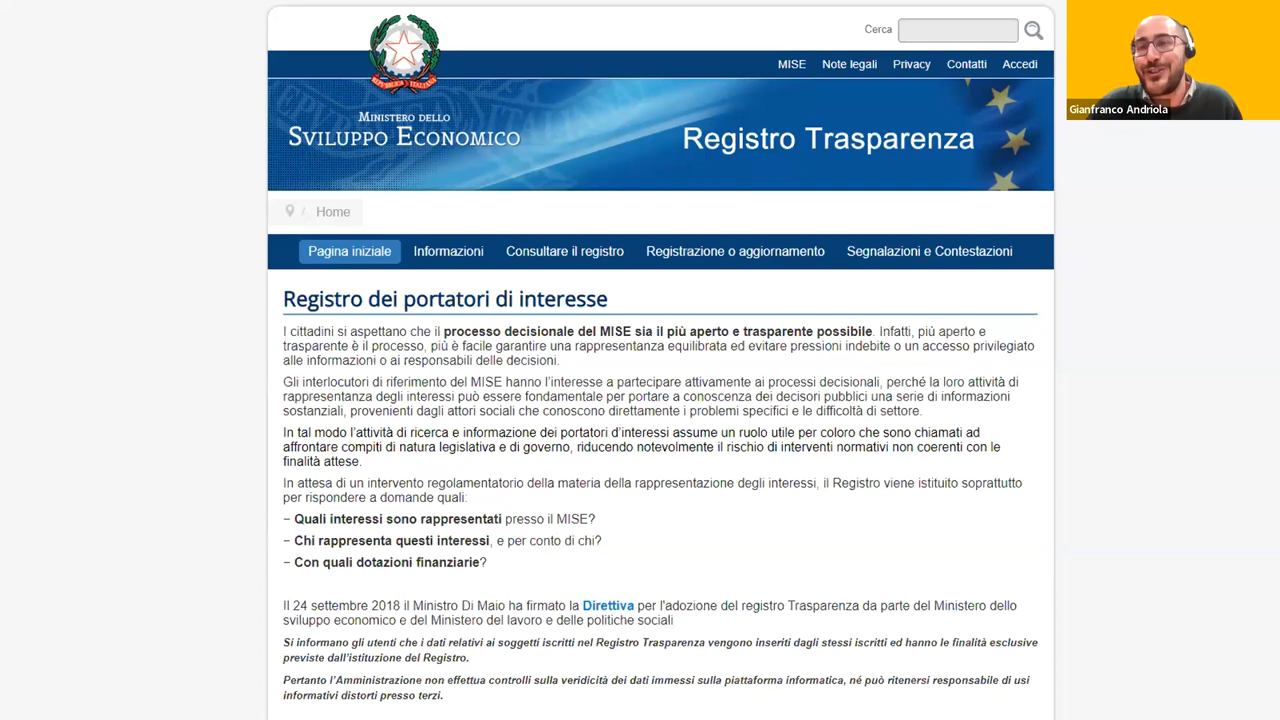 Cerca
MISE Note legali Privacy Contatti Accedi
REPVBBLICA ITALIANA
MINISTERO DELLO
SVILUPPO ECONOMICO
Registro Trasparenza
Gianfranco Andriola
/ Home
Pagina iniziale Informazioni Consultare il registro Registrazione o aggiornamento Segnalazioni e Contestazioni
Registro dei portatori di interesse
I cittadini si aspettano che il processo decisionale del MISE sia il più aperto e trasparente possibile. Infatti, più aperto e
trasparente è il processo, più è facile garantire una rappresentanza equilibrata ed evitare pressioni indebite o un accesso privilegiato
alle informazioni o ai responsabili delle decisioni.
Gli interlocutori di riferimento del MISE hanno l'interesse a partecipare attivamente ai processi decisionali, perché la loro attività di
rappresentanza degli interessi può essere fondamentale per portare a conoscenza dei decisori pubblici una serie di informazioni
sostanziali, provenienti dagli attori sociali che conoscono direttamente i problemi specifici e le difficoltà di settore.
In tal modo l'attività di ricerca e informazione dei portatori d'interessi assume un ruolo utile per coloro che sono chiamati ad
affrontare compiti di natura legislativa e di governo, riducendo notevolmente il rischio di interventi normativi non coerenti con le
finalità attese.
In attesa di un intervento regolamentatorio della materia della rappresentazione degli interessi, il Registro viene istituito soprattutto
per rispondere a domande quali:
– Quali interessi sono rappresentati presso il MISE?
– Chi rappresenta questi interessi, e per conto di chi?
– Con quali dotazioni finanziarie?
Il 24 settembre 2018 il Ministro Di Maio ha firmato la Direttiva per l'adozione del registro Trasparenza da parte del Ministero dello
sviluppo economico e del Ministero del lavoro e delle politiche sociali
Si informano gli utenti che i dati relativi ai soggetti iscritti nel Registro Trasparenza vengono inseriti dagli stessi iscritti ed hanno le finalità esclusive
previste dall'istituzione del Registro.
Pertanto l'Amministrazione non effettua controlli sulla veridicità dei dati immessi sulla piattaforma informatica, né può ritenersi responsabile di usi
informativi distorti presso terzi.